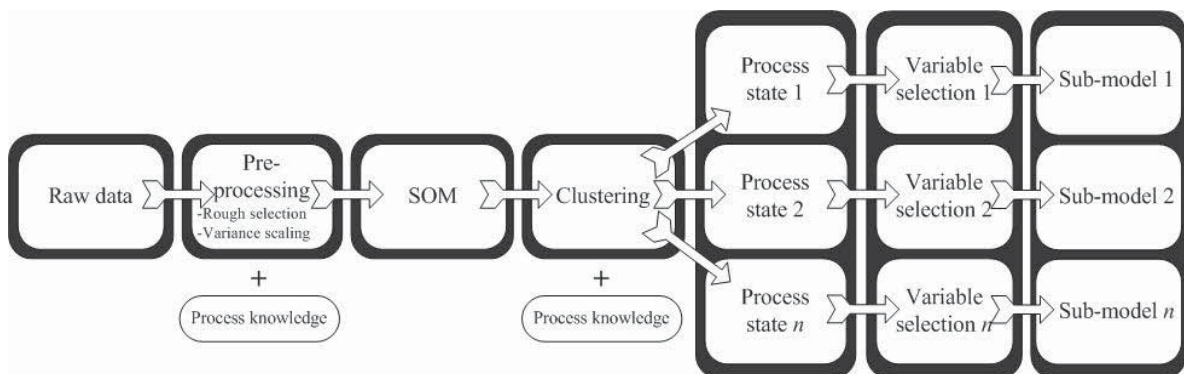 Raw data
Pre-
processing
-Rough selection
-Variance scaling
+
Process knowledge
SOM
Clustering
+
Process knowledge
Process
state 1
Variable
selection 1
Sub-model 1
Process
state 2
Variable
selection 2
Sub-model 2
Process
state n
Variable
selection n
Sub-model n